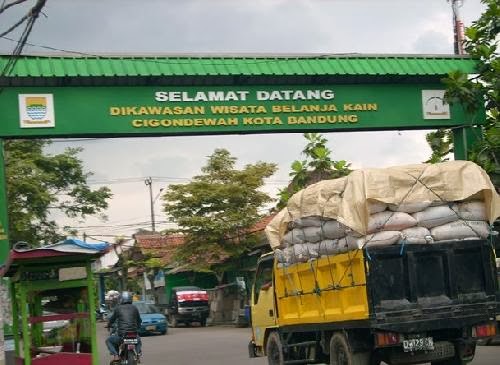 SELAMAT DATANG
DIKAWASAN WISATA BELANJA KAIN
CIGONDEWAH KOTA BANDUNG